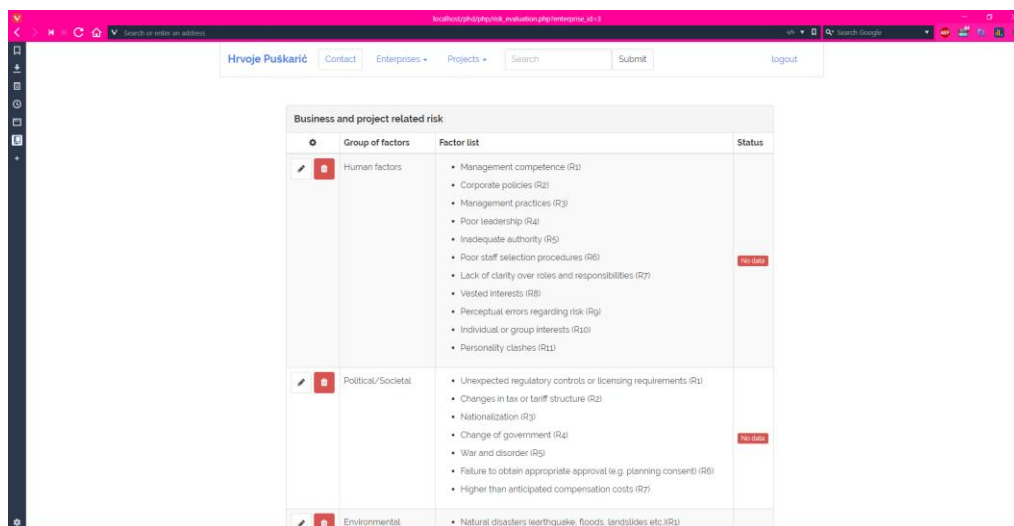 localhost/phd/php/risk_evaluation.php?enterprise_id=3
Search or enter an address
Search Google
Hrvoje Puškarić Contact Enterprises Projects Search Submit logout
Business and project related risk
Group of factors Factor list Status
Human factors
• Management competence (R1)
• Corporate policies (R2)
• Management practices (R3)
• Poor leadership (R4)
• Inadequate authority (R5)
• Poor staff selection procedures (R6)
• Lack of clarity over roles and responsibilities (R7)
• Vested interests (R8)
• Perceptual errors regarding risk (R9)
• Individual or group interests (R10)
• Personality clashes (R11)
No data
Political/Societal
• Unexpected regulatory controls or licensing requirements (R1)
• Changes in tax or tariff structure (R2)
• Nationalization (R3)
• Change of government (R4)
• War and disorder (R5)
• Failure to obtain appropriate approval (e.g. planning consent) (R6)
• Higher than anticipated compensation costs (R7)
No data
Environmental
• Natural disasters (earthquake, floods, landslides etc.)(R1)